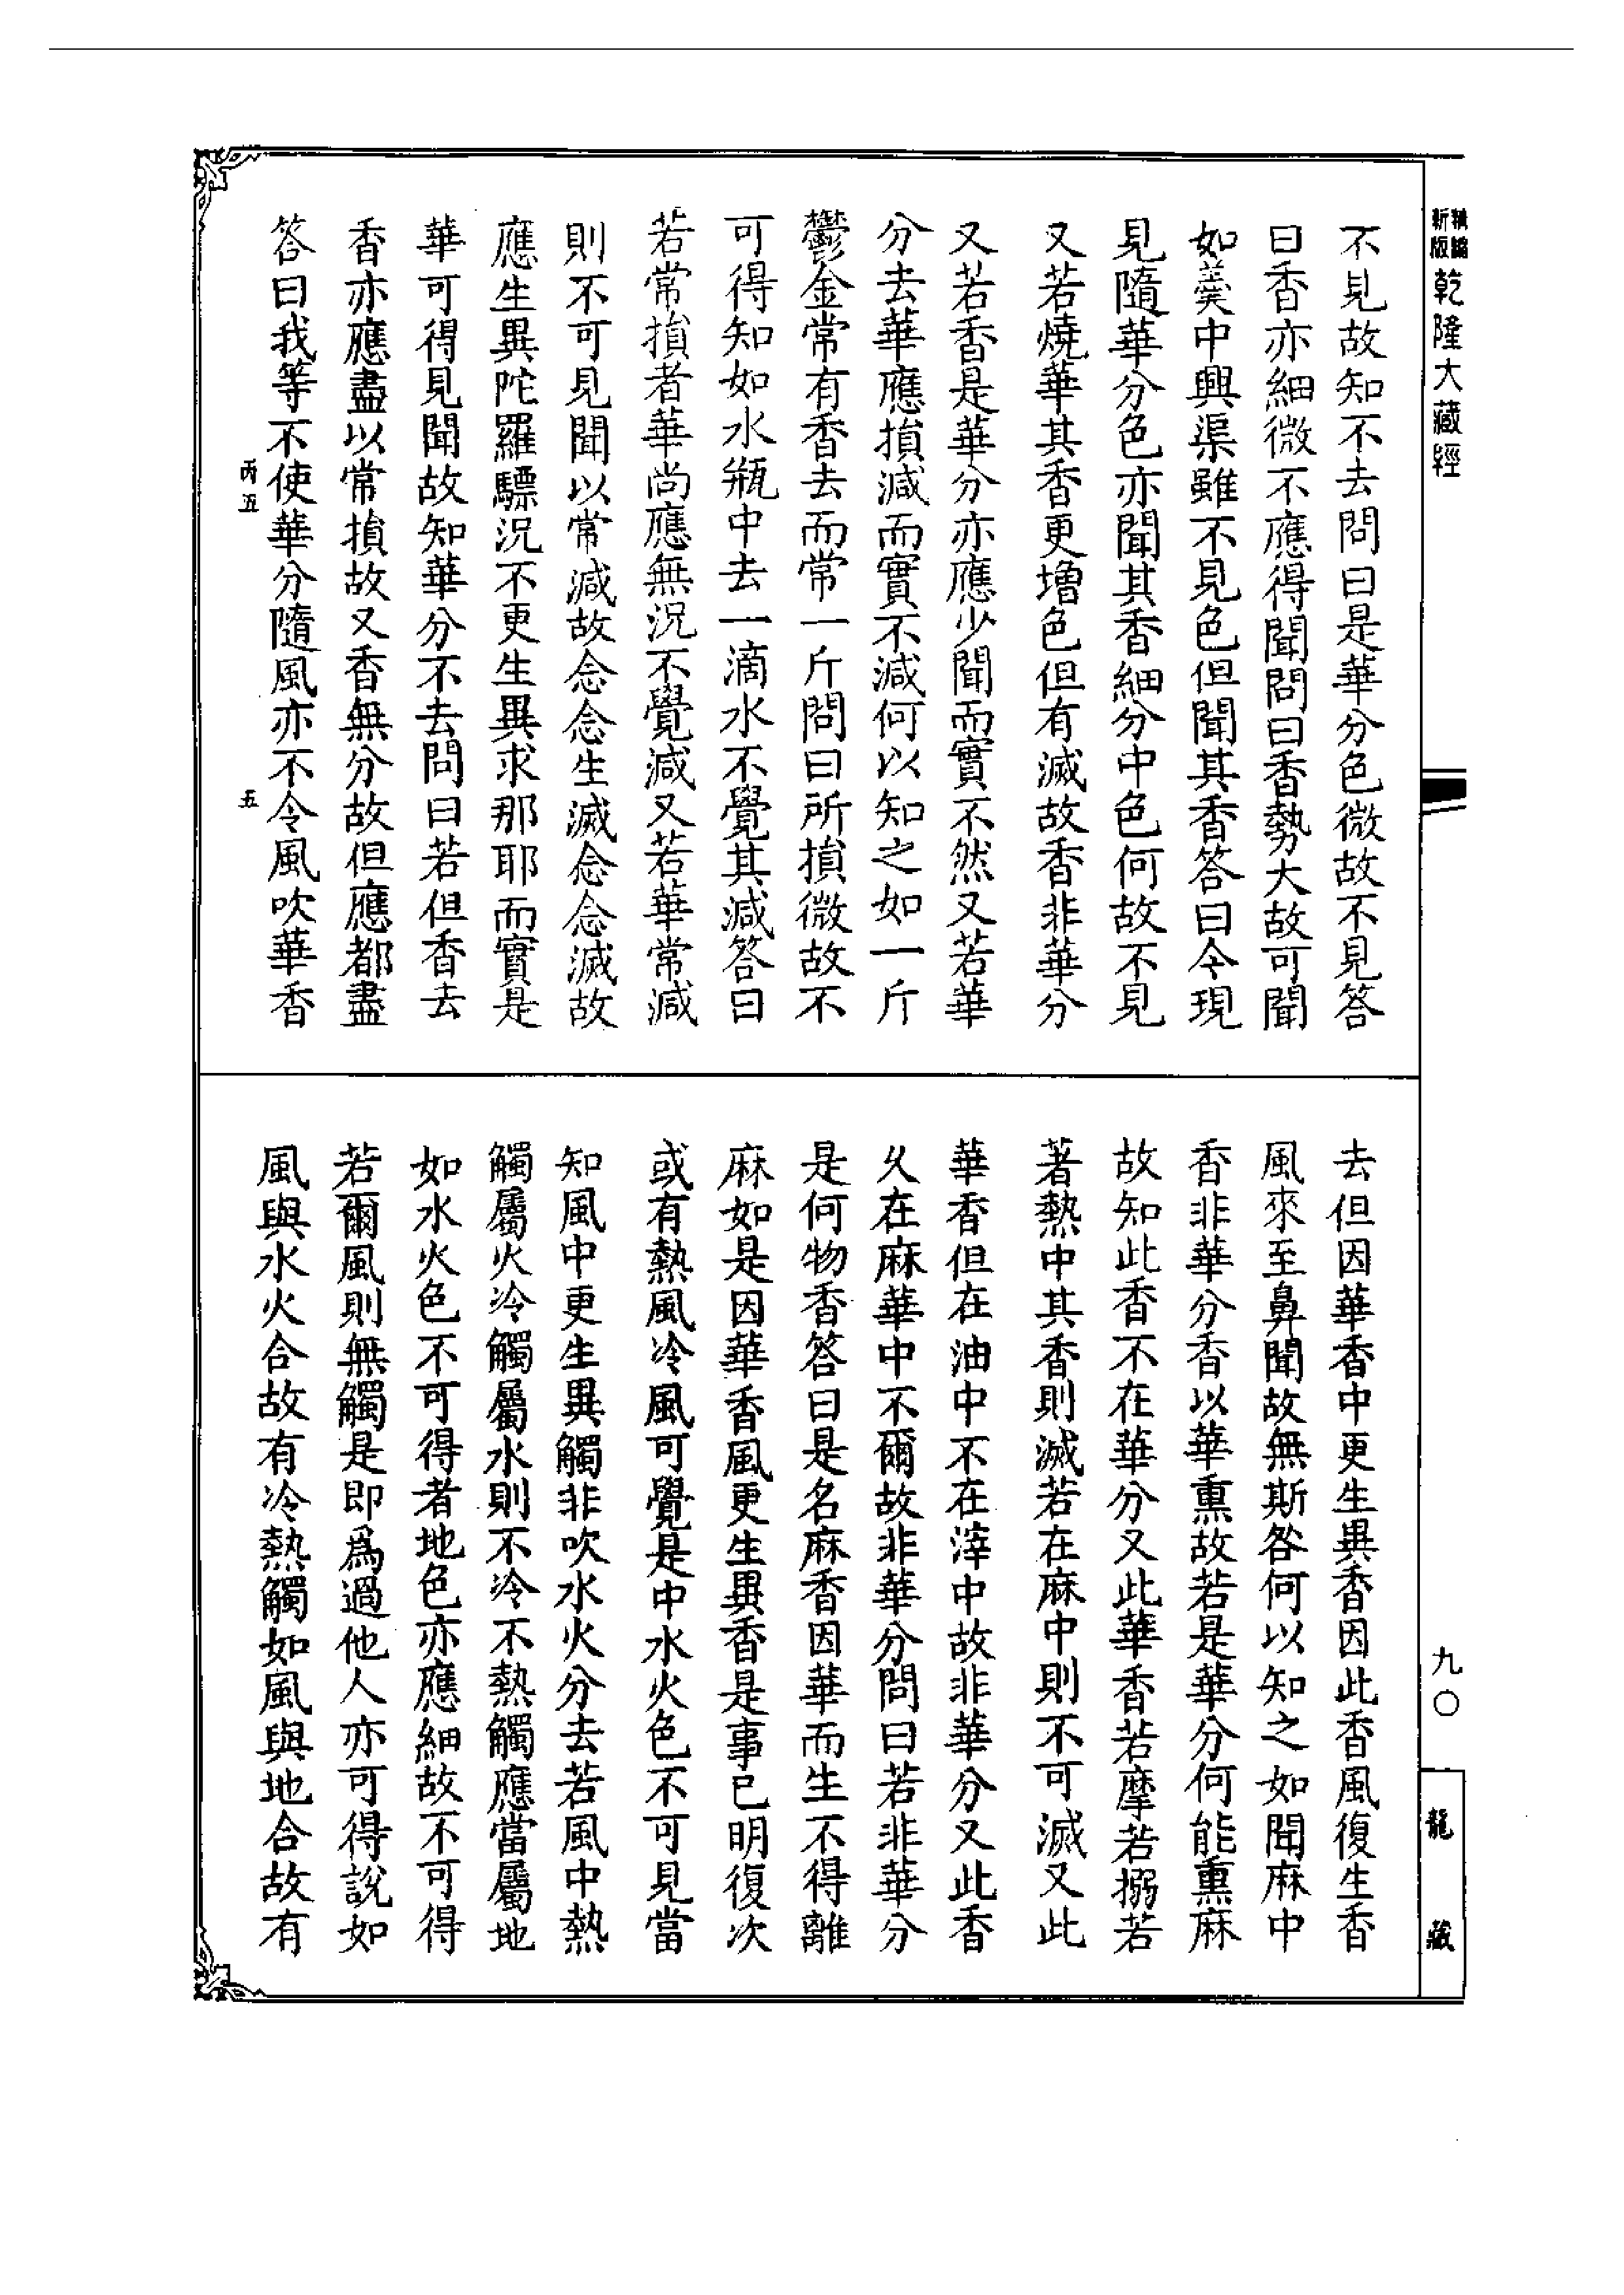 新版
精縮
乾隆大藏經
九〇
龍藏
不見故知不去問曰是華分色微故不見答
曰香亦細微不應得聞問曰香勢大故可聞
如羹中興渠雖不見色但聞其香答曰今現
見隨華分色亦聞其香細分中色何故不見
又若燒華其香更增色但有滅故香非華分
又若香是華分亦應少聞而實不然又若華
分去華應損減而實不減何以知之如一斤
鬱金常有香去而常一斤問曰所損微故不
可得知如水瓶中去一滴水不覺其減答曰
若常損者華尚應無況不覺減又若華常減
則不可見聞以常減故念念生滅念念滅故
應生異陀羅驃況不更生異求那耶而實是
華可得見聞故知華分不去問曰若但香去
香亦應盡以常損故又香無分故但應都盡
答曰我等不使華分隨風亦不令風吹華香
丙五
五
去但因華香中更生異香因此香風復生香
風來至鼻聞故無斯咎何以知之如聞麻中
香非華分香以華熏故若是華分何能熏麻
故知此香不在華分又此華香若摩若搦若
著熱中其香則滅若在麻中則不可滅又此
華香但在油中不在滓中故非華分又此香
久在麻華中不爾故非華分問曰若非華分
是何物香答曰是名麻香因華而生不得離
麻如是因華香風更生異香是事已明復次
或有熱風冷風可覺是中水火色不可見當
知風中更生異觸非吹水火分去若風中熱
觸屬火冷觸屬水則不冷不熱觸應當屬地
如水火色不可得者地色亦應細故不可得
若爾風則無觸是即爲過他人亦可得說如
風與水火合故有冷熱觸如風與地合故有